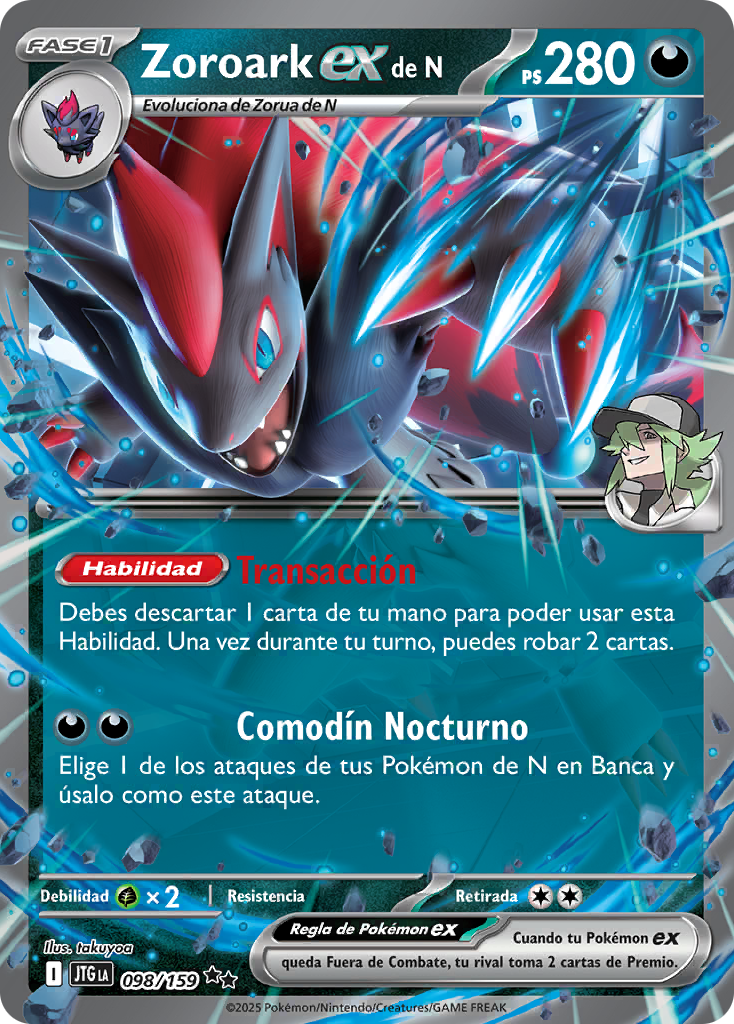 FASE 1
Zoroark ex de N
PS 280
Evoluciona de Zorua de N
Habilidad Transacción
Debes descartar 1 carta de tu mano para poder usar esta
Habilidad. Una vez durante tu turno, puedes robar 2 cartas.
Comodín Nocturno
Elige 1 de los ataques de tus Pokémon de N en Banca y
úsalo como este ataque.
Debilidad ×2 Resistencia Retirada
Regla de Pokémon ex Cuando tu Pokémon ex
queda Fuera de Combate, tu rival toma 2 cartas de Premio.
Ilus. takuyoa
I JTG LA 098/159
©2025 Pokémon/Nintendo/Creatures/GAME FREAK